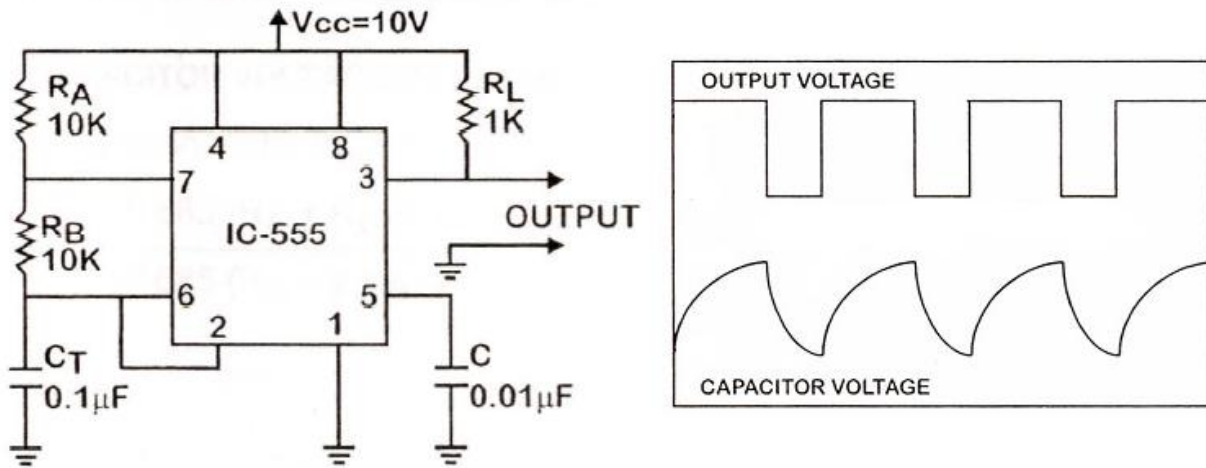 Vcc=10V
RA
10K
RL
1K
4
8
7
3
RB
10K
IC-555
OUTPUT
6
5
2
1
CT
0.1µF
C
0.01µF
OUTPUT VOLTAGE
CAPACITOR VOLTAGE